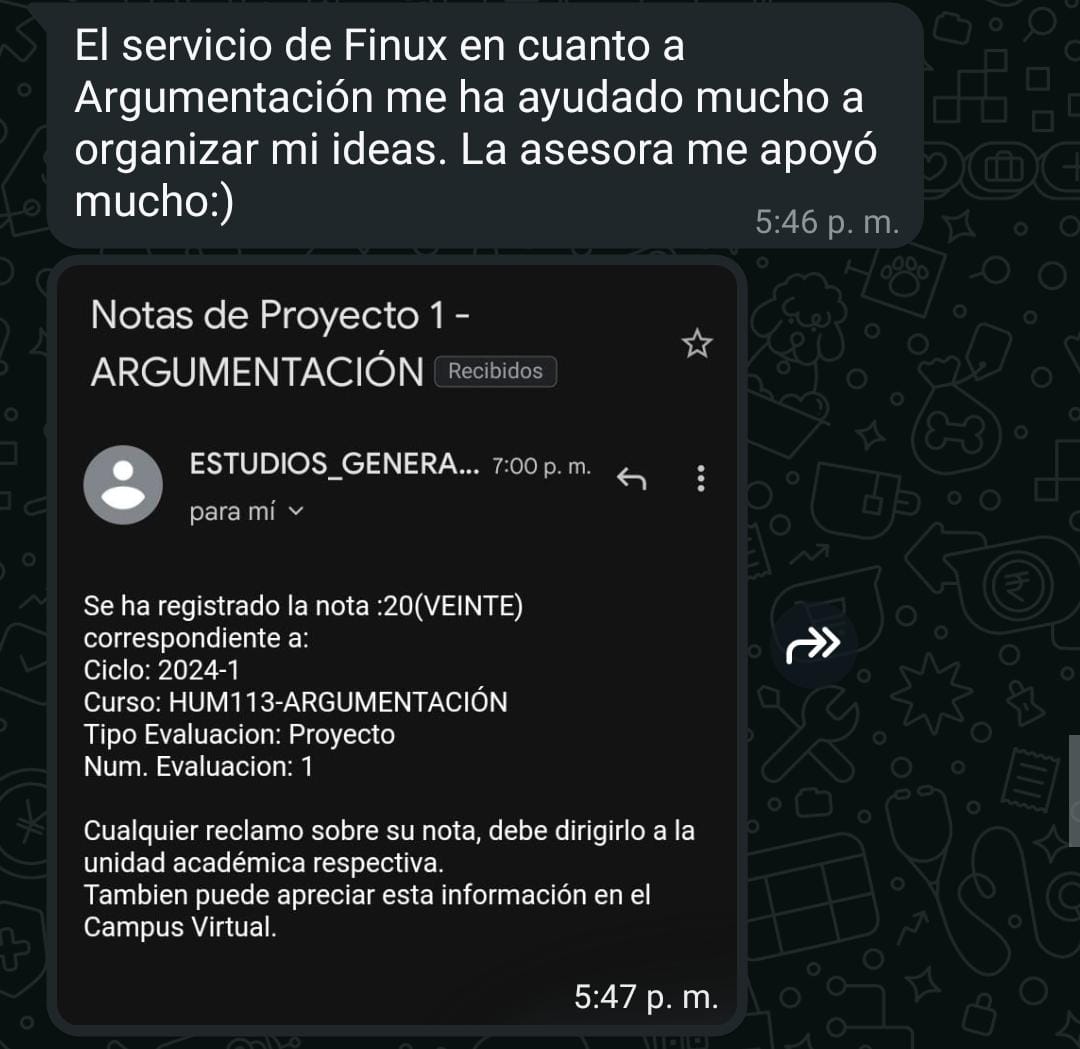 El servicio de Finux en cuanto a
Argumentación me ha ayudado mucho a
organizar mi ideas. La asesora me apoyó
mucho:)
5:46 p. m.
Notas de Proyecto 1 -
ARGUMENTACIÓN Recibidos
ESTUDIOS_GENERA... 7:00 p. m.
para mí
Se ha registrado la nota :20(VEINTE)
correspondiente a:
Ciclo: 2024-1
Curso: HUM113-ARGUMENTACIÓN
Tipo Evaluacion: Proyecto
Num. Evaluacion: 1
Cualquier reclamo sobre su nota, debe dirigirlo a la
unidad académica respectiva.
Tambien puede apreciar esta información en el
Campus Virtual.
5:47 p. m.